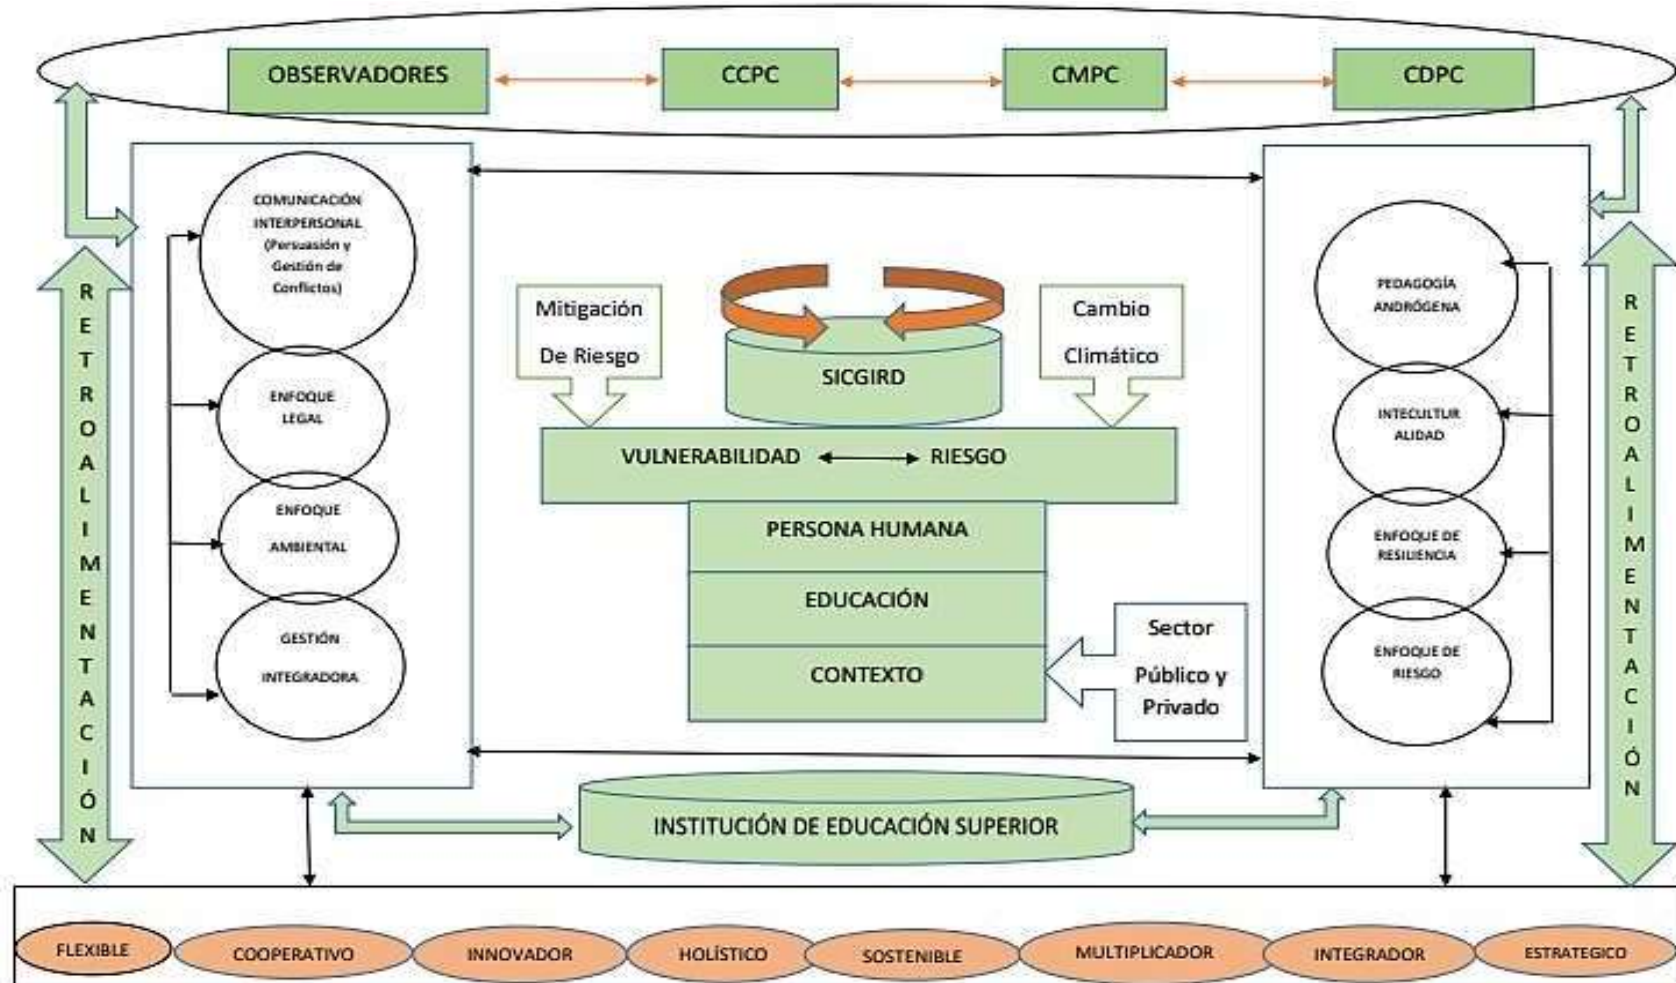 OBSERVADORES
CCPC
CMPC
CDPC
COMUNICACIÓN
INTERPERSONAL
(Persuasión y
Gestión de
Conflictos)
ENFOQUE
LEGAL
ENFOQUE
AMBIENTAL
GESTIÓN
INTEGRADORA
RETROALIMENTACIÓN
Mitigación
De Riesgo
SICGIRD
Cambio
Climático
VULNERABILIDAD
RIESGO
PERSONA HUMANA
EDUCACIÓN
CONTEXTO
Sector
Público y
Privado
PEDAGOGÍA
ANDRÓGENA
INTECULTUR
ALIDAD
ENFOQUE DE
RESILIENCIA
ENFOQUE DE
RIESGO
RETROALIMENTACIÓN
INSTITUCIÓN DE EDUCACIÓN SUPERIOR
FLEXIBLE
COOPERATIVO
INNOVADOR
HOLÍSTICO
SOSTENIBLE
MULTIPLICADOR
INTEGRADOR
ESTRATEGICO